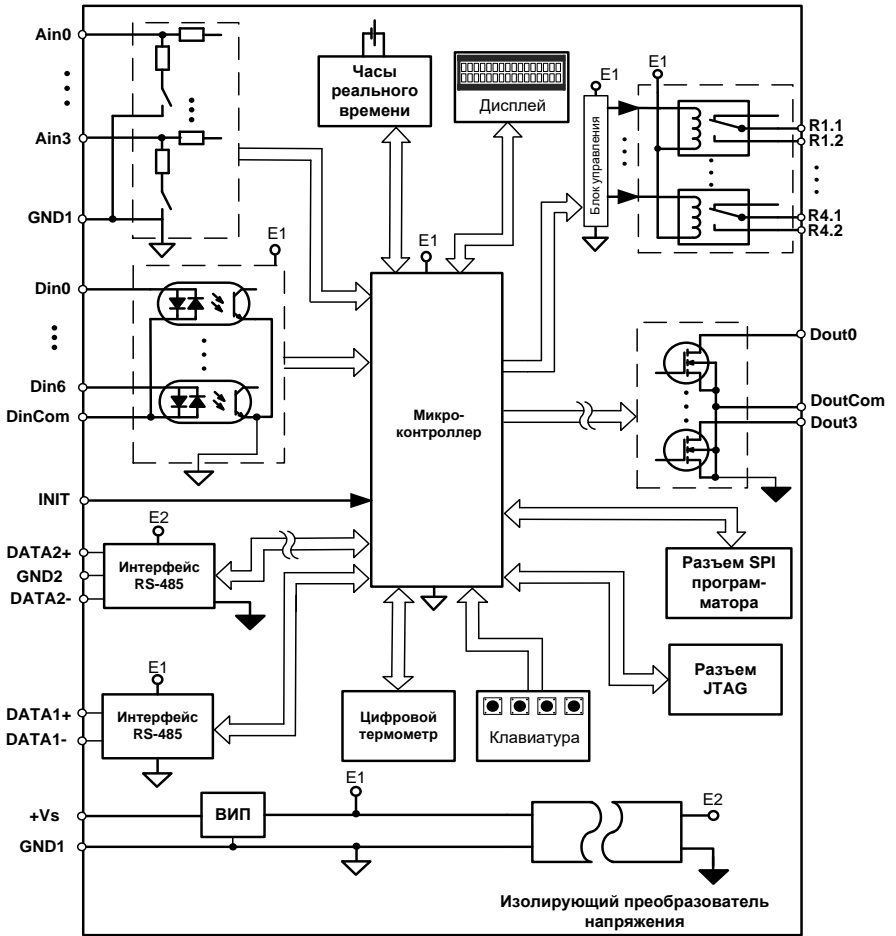 Ain0
Ain3
GND1
E1
Часы
реального
времени
Дисплей
E1
E1
Блок управления
R1.1
R1.2
R4.1
R4.2
E1
Din0
Din6
DinCom
Микро-
контроллер
Dout0
DoutCom
Dout3
INIT
E2
DATA2+
GND2
DATA2-
Интерфейс
RS-485
Разъем SPI
програм-
матора
E1
DATA1+
DATA1-
Интерфейс
RS-485
Цифровой
термометр
Клавиатура
Разъем
JTAG
+Vs
GND1
ВИП
E1
E2
Изолирующий преобразователь
напряжения